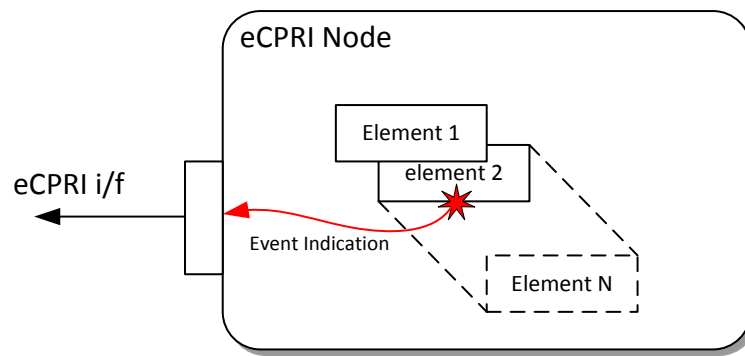 eCPRI Node
Element 1
element 2
eCPRI i/f
Event Indication
Element N